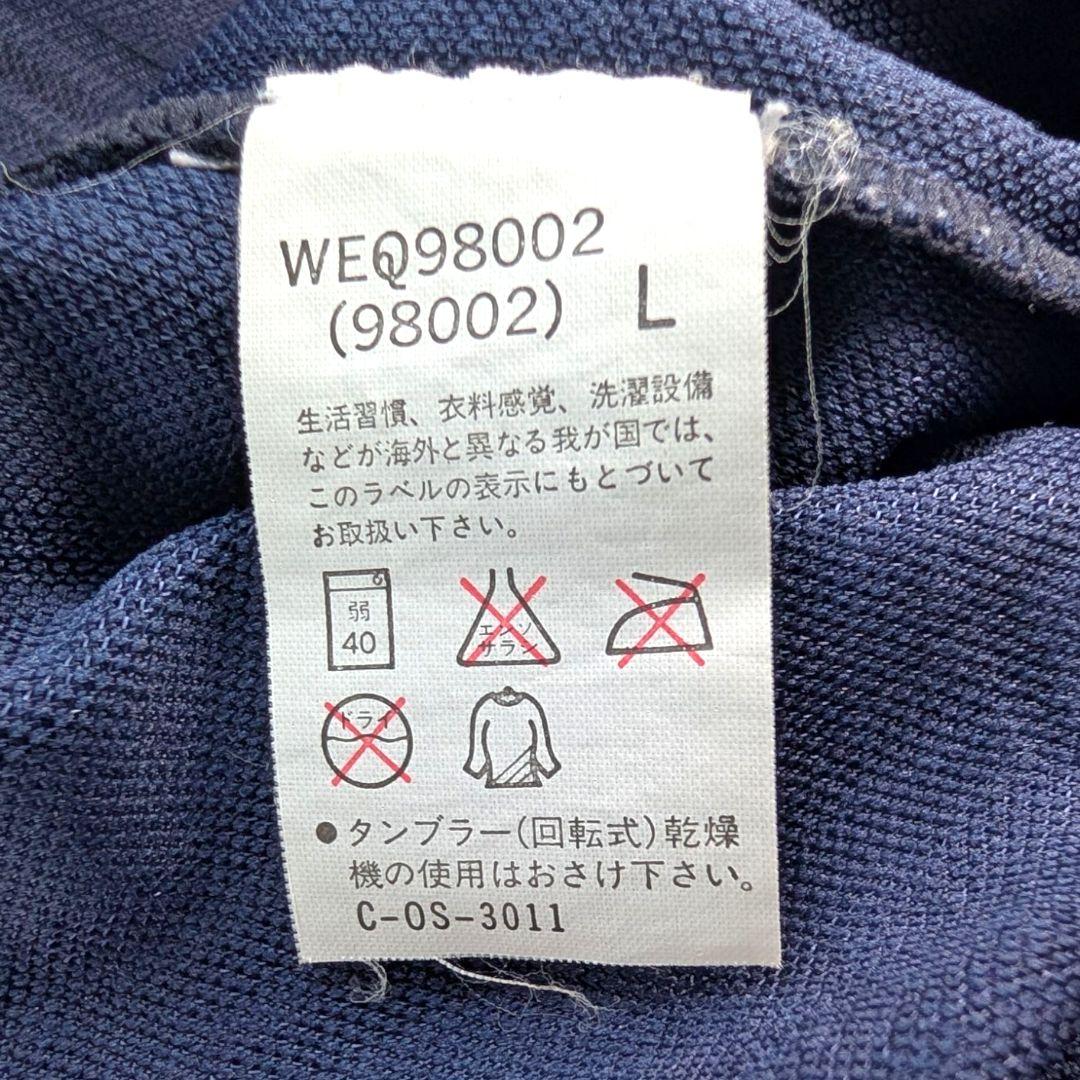 WEQ98002
(98002) L
生活習慣、衣料感覚、洗濯設備
などが海外と異なる我が国では、
このラベルの表示にもとづいて
お取扱い下さい。
弱
40
エンソ
サラシ
ドライ
●タンブラー(回転式)乾燥
機の使用はおさけ下さい。
C-OS-3011